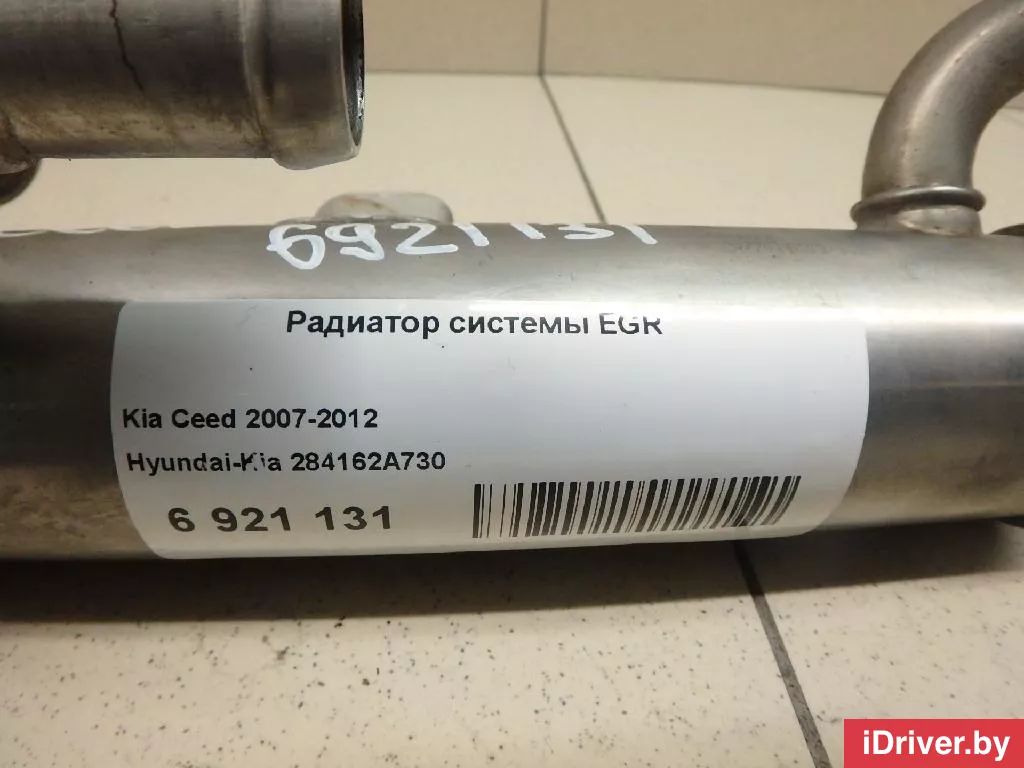 6921131
Радиатор системы EGR
Kia Ceed 2007-2012
Hyundai-Kia 284162A730
6 921 131
iDriver.by